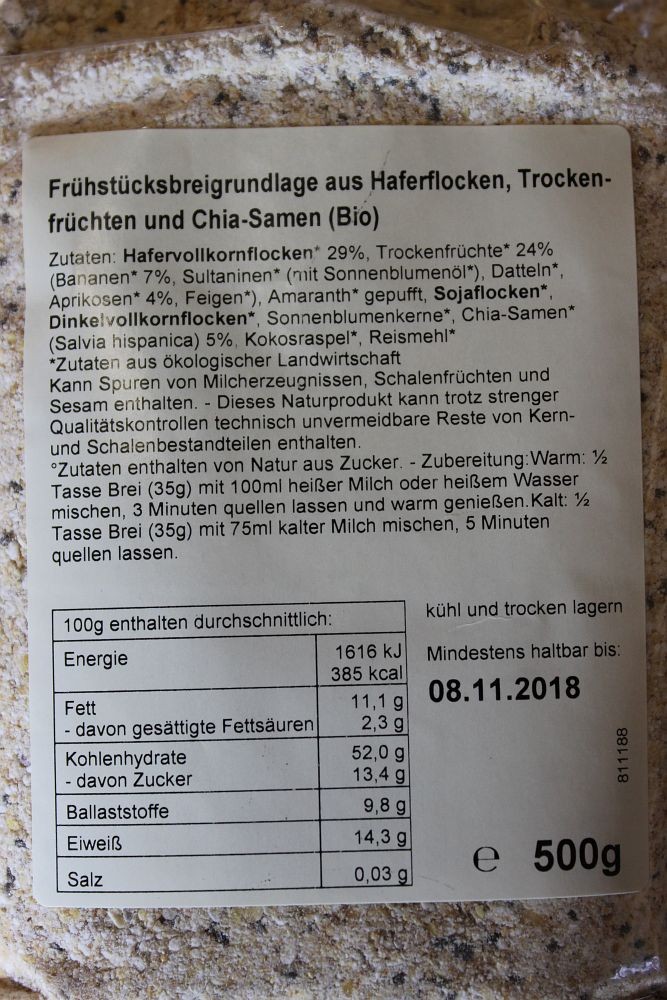 Frühstücksbreigrundlage aus Haferflocken, Trocken-
früchten und Chia-Samen (Bio)
Zutaten: Hafervollkornflocken* 29%, Trockenfrüchte* 24%
(Bananen* 7%, Sultaninen* (mit Sonnenblumenöl*), Datteln*,
Aprikosen* 4%, Feigen*), Amaranth* gepufft, Sojaflocken*,
Dinkelvollkornflocken*, Sonnenblumenkerne*, Chia-Samen*
(Salvia hispanica) 5%, Kokosraspel*, Reismehl*
*Zutaten aus ökologischer Landwirtschaft
Kann Spuren von Milcherzeugnissen, Schalenfrüchten und
Sesam enthalten. - Dieses Naturprodukt kann trotz strenger
Qualitätskontrollen technisch unvermeidbare Reste von Kern-
und Schalenbestandteilen enthalten.
°Zutaten enthalten von Natur aus Zucker. - Zubereitung:Warm: ½
Tasse Brei (35g) mit 100ml heißer Milch oder heißem Wasser
mischen, 3 Minuten quellen lassen und warm genießen.Kalt: ½
Tasse Brei (35g) mit 75ml kalter Milch mischen, 5 Minuten
quellen lassen.
100g enthalten durchschnittlich:
Energie 1616 kJ
385 kcal
Fett 11,1 g
- davon gesättigte Fettsäuren 2,3 g
Kohlenhydrate 52,0 g
- davon Zucker 13,4 g
Ballaststoffe 9,8 g
Eiweiß 14,3 g
Salz 0,03 g
kühl und trocken lagern
Mindestens haltbar bis:
08.11.2018
811188
e 500g